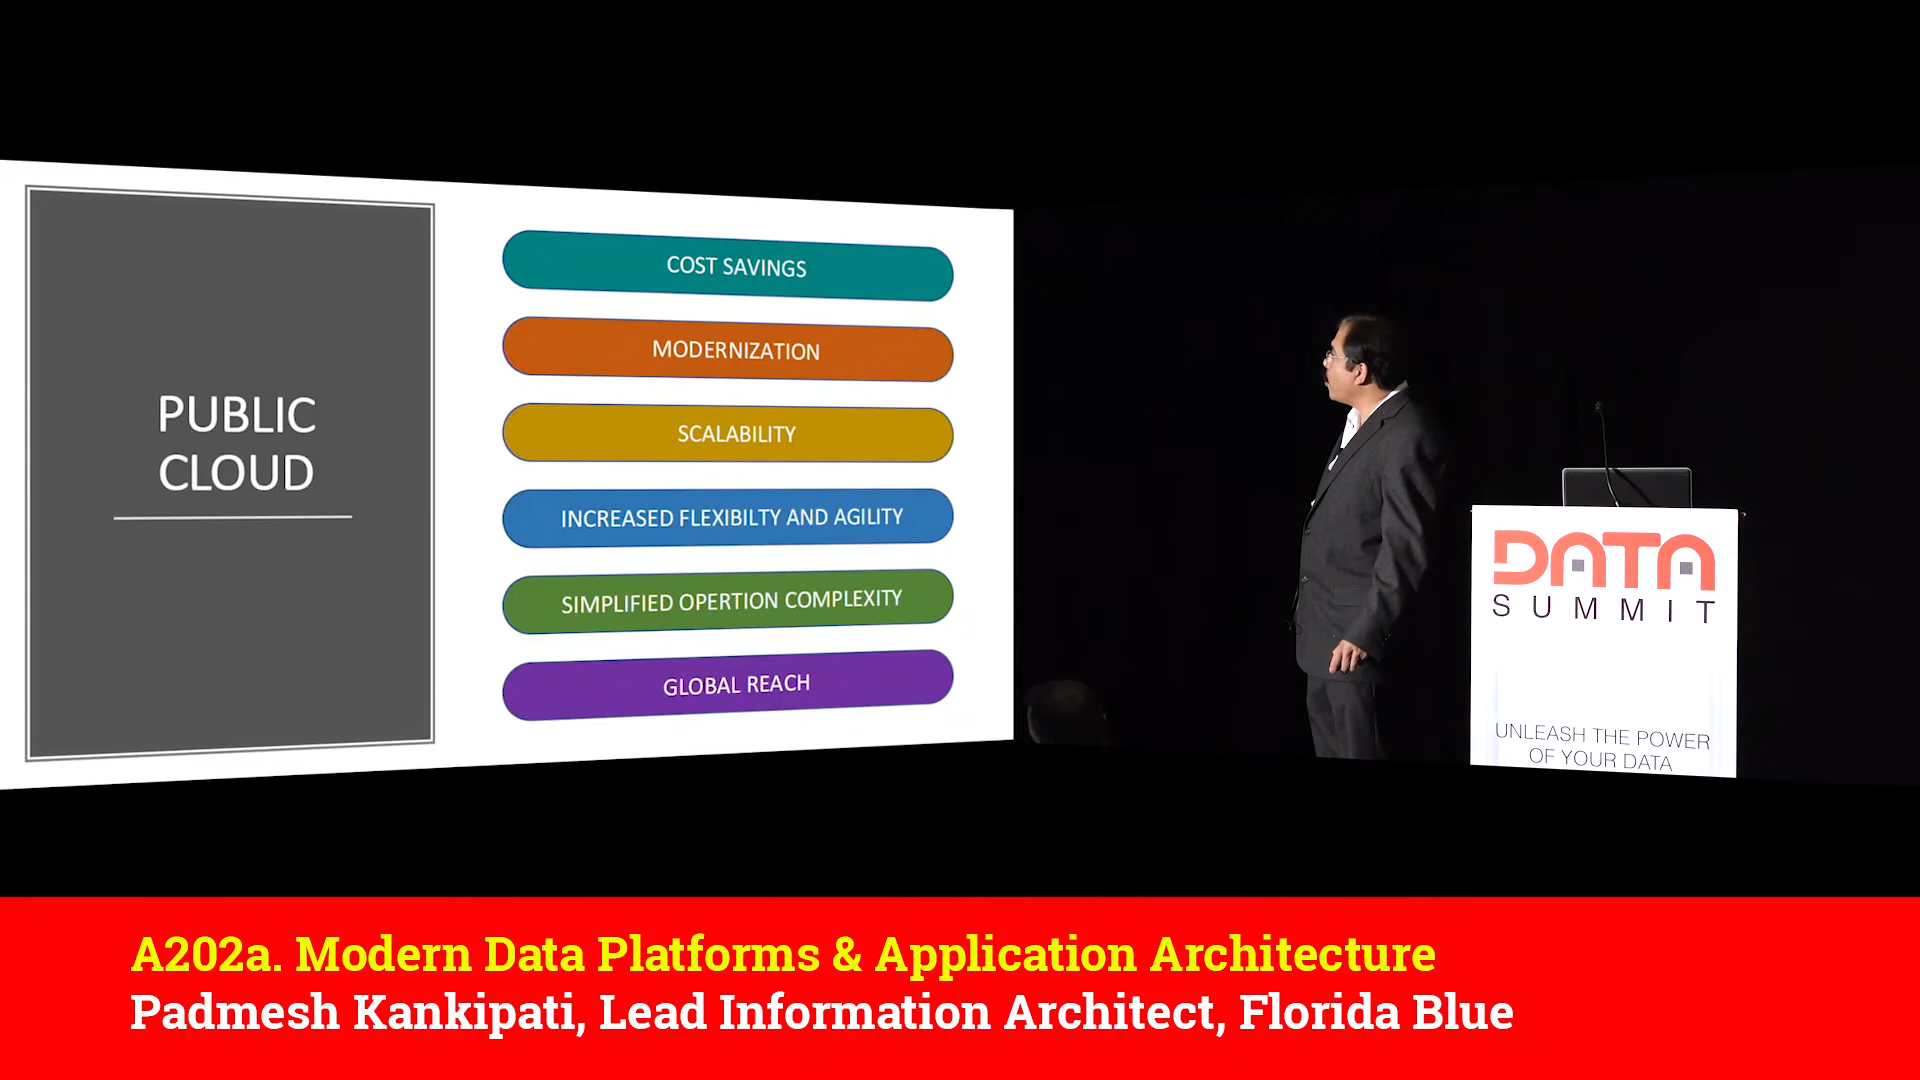 PUBLIC
CLOUD
COST SAVINGS
MODERNIZATION
SCALABILITY
INCREASED FLEXIBILTY AND AGILITY
SIMPLIFIED OPERTION COMPLEXITY
GLOBAL REACH
DATA
SUMMIT
UNLEASH THE POWER
OF YOUR DATA
A202a. Modern Data Platforms & Application Architecture
Padmesh Kankipati, Lead Information Architect, Florida Blue